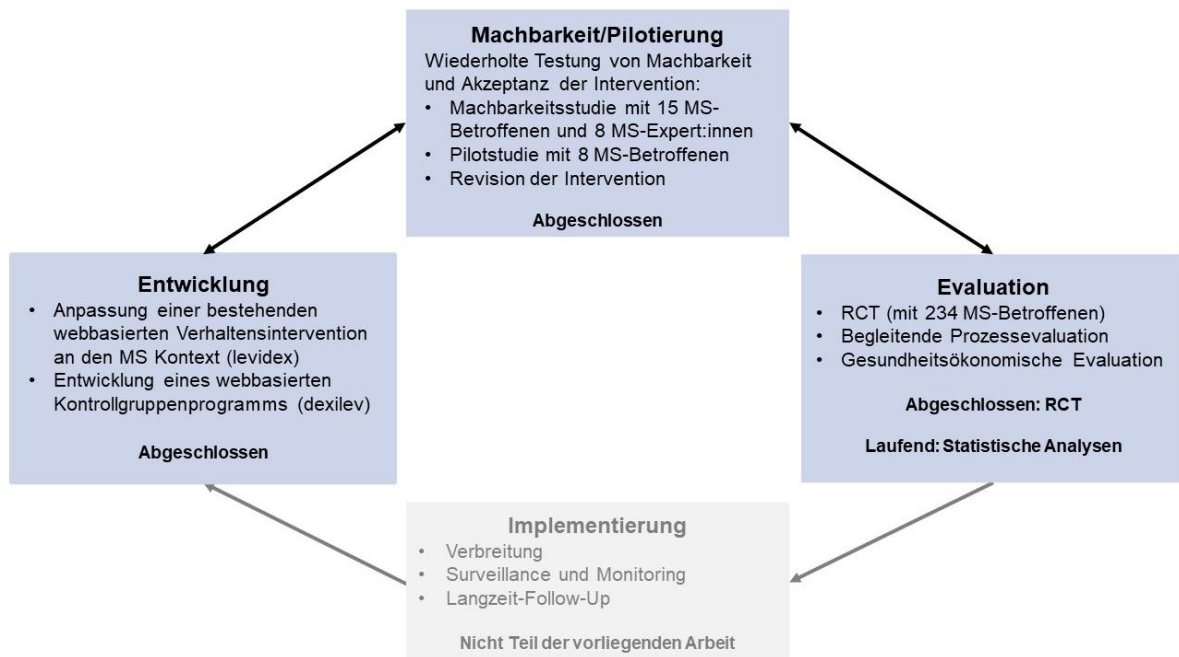 Machbarkeit/Pilotierung
Wiederholte Testung von Machbarkeit
und Akzeptanz der Intervention:
• Machbarkeitsstudie mit 15 MS-
Betroffenen und 8 MS-Expert:innen
• Pilotstudie mit 8 MS-Betroffenen
• Revision der Intervention
Abgeschlossen
Entwicklung
• Anpassung einer bestehenden
webbasierten Verhaltensintervention
an den MS Kontext (levidex)
• Entwicklung eines webbasierten
Kontrollgruppenprogramms (dexilev)
Abgeschlossen
Evaluation
• RCT (mit 234 MS-Betroffenen)
• Begleitende Prozessevaluation
• Gesundheitsökonomische Evaluation
Abgeschlossen: RCT
Laufend: Statistische Analysen
Implementierung
• Verbreitung
• Surveillance und Monitoring
• Langzeit-Follow-Up
Nicht Teil der vorliegenden Arbeit